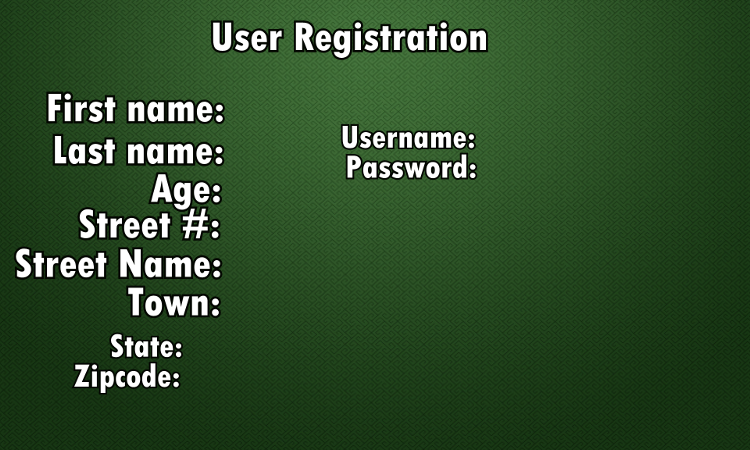 User Registration
First name:
Last name:
Age:
Street #:
Street Name:
Town:
State:
Zipcode:
Username:
Password: